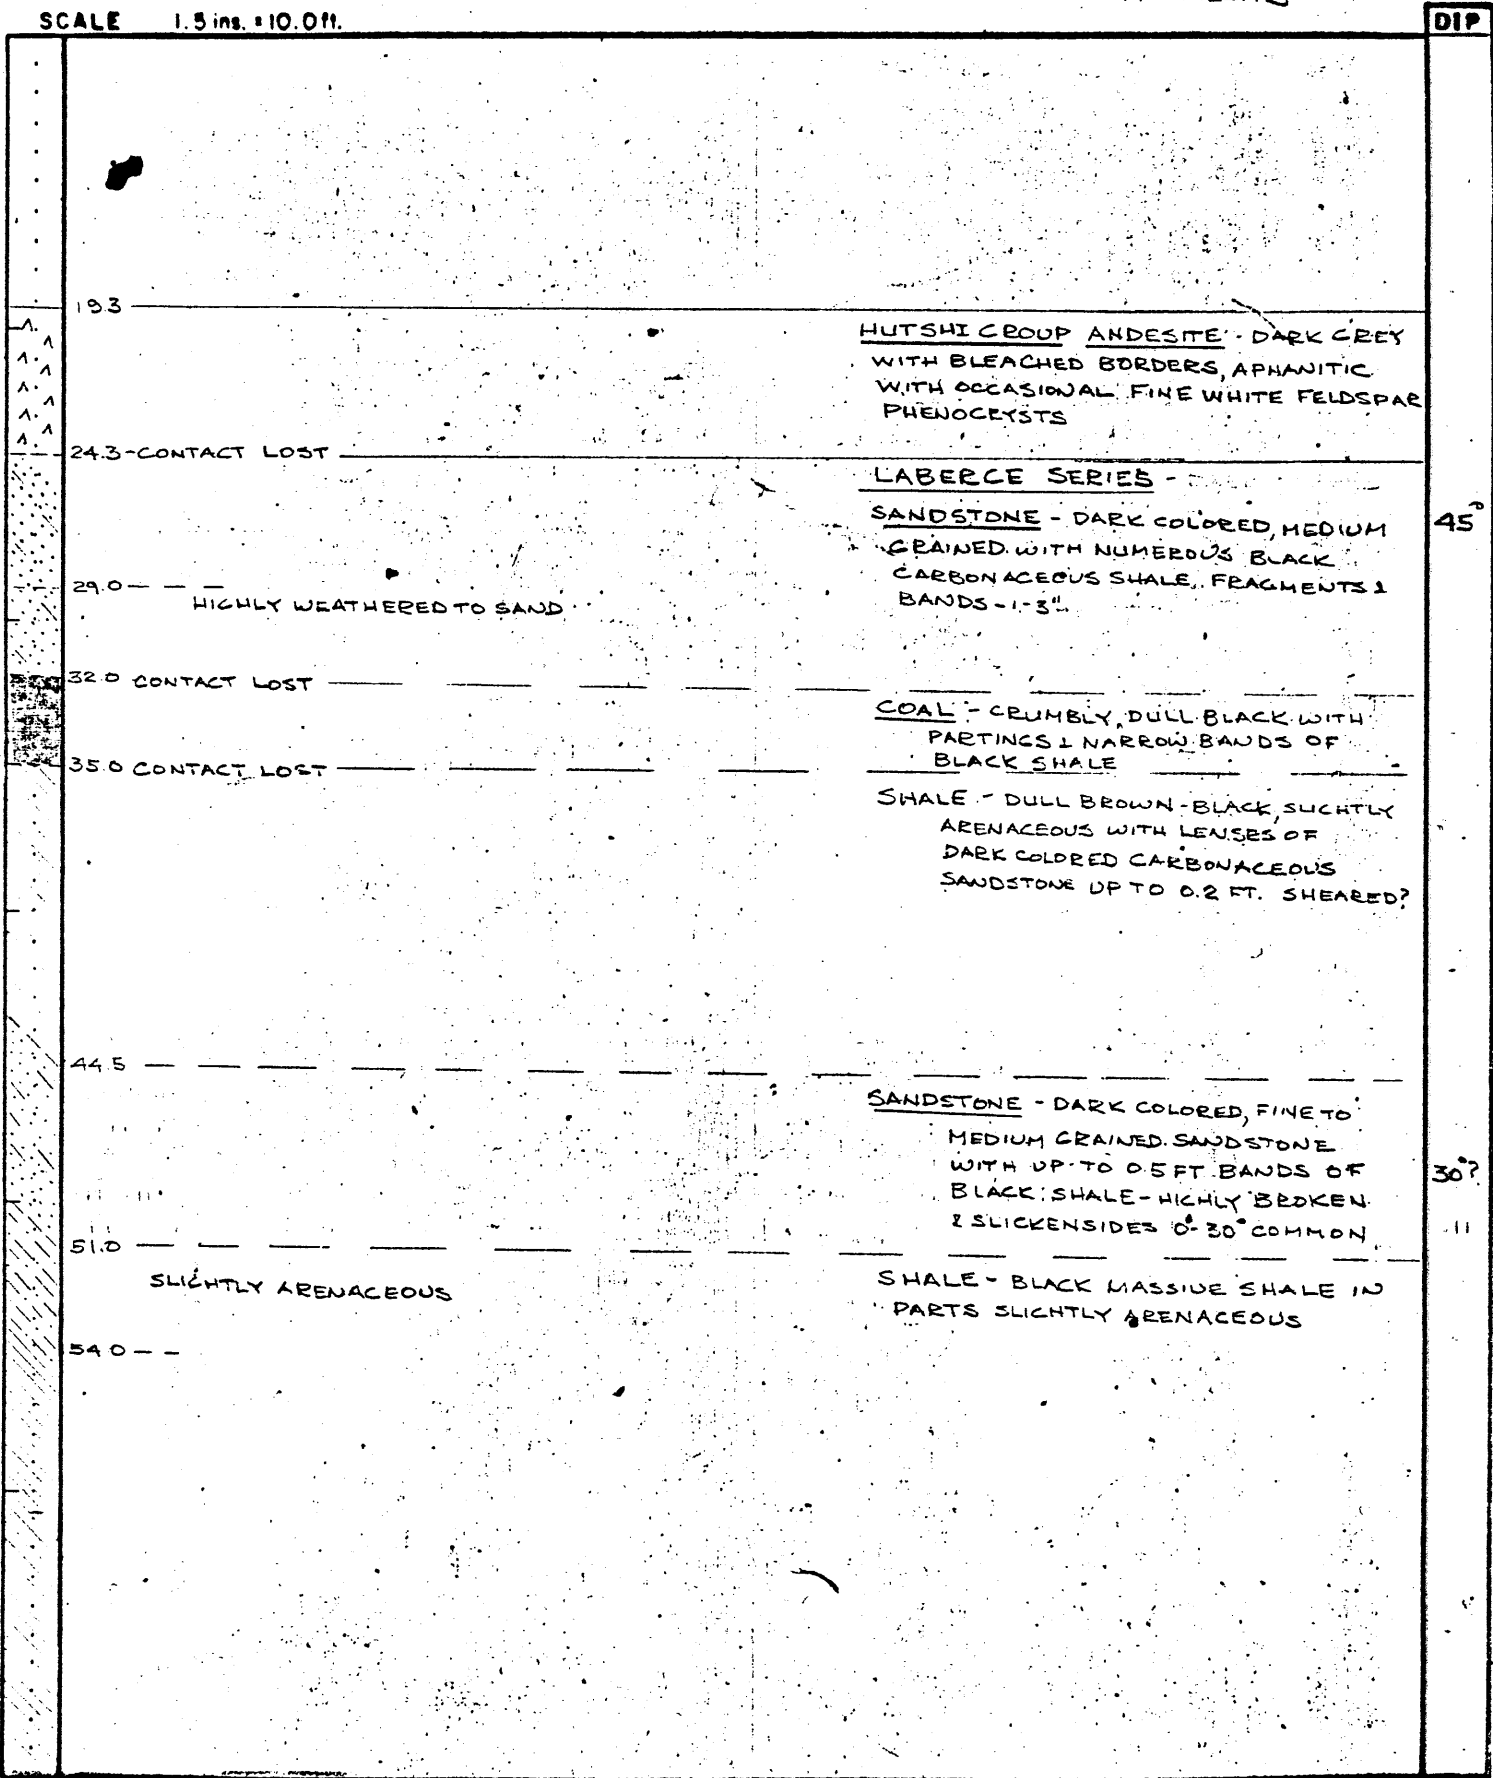 SCALE 1.5 ins. = 10.0 ft.
DIP
19.3
HUTSHI GROUP ANDESITE - DARK GREY
WITH BLEACHED BORDERS, APHANITIC
WITH OCCASIONAL FINE WHITE FELDSPAR
PHENOCRYSTS
24.3 - CONTACT LOST
LABERGE SERIES -
SANDSTONE - DARK COLORED, MEDIUM
45°
GRAINED WITH NUMEROUS BLACK
CARBONACEOUS SHALE, FRAGMENTS &
BANDS - 1-3"
29.0
HIGHLY WEATHERED TO SAND
32.0 CONTACT LOST
COAL - CRUMBLY, DULL BLACK WITH
PARTINGS & NARROW BANDS OF
BLACK SHALE
35.0 CONTACT LOST
SHALE - DULL BROWN-BLACK, SLIGHTLY
ARENACEOUS WITH LENSES OF
DARK COLORED CARBONACEOUS
SANDSTONE UP TO 0.2 FT. SHEARED?
44.5
SANDSTONE - DARK COLORED, FINE TO
MEDIUM GRAINED SANDSTONE
WITH UP TO 0.5 FT BANDS OF
30°?
BLACK SHALE - HIGHLY BROKEN
& SLICKENSIDES 0°-30° COMMON
51.0
SLIGHTLY ARENACEOUS
SHALE - BLACK MASSIVE SHALE IN
PARTS SLIGHTLY ARENACEOUS
54.0